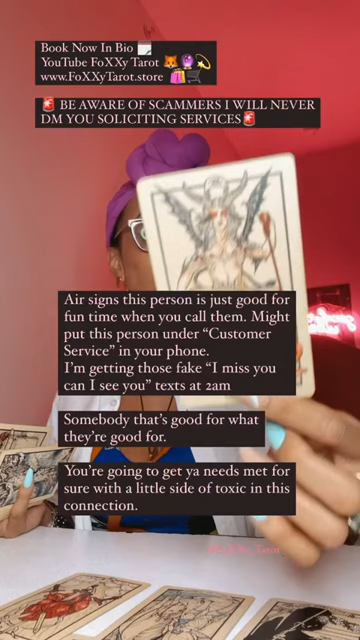 Book Now In Bio
YouTube FoXXy Tarot 🦊🔮💫
www.FoXXyTarot.store 🛍️🛒
🚨 BE AWARE OF SCAMMERS I WILL NEVER
DM YOU SOLICITING SERVICES🚨
Air signs this person is just good for
fun time when you call them. Might
put this person under “Customer
Service” in your phone.
I’m getting those fake “I miss you
can I see you” texts at 2am
Somebody that’s good for what
they’re good for.
You’re going to get ya needs met for
sure with a little side of toxic in this
connection.